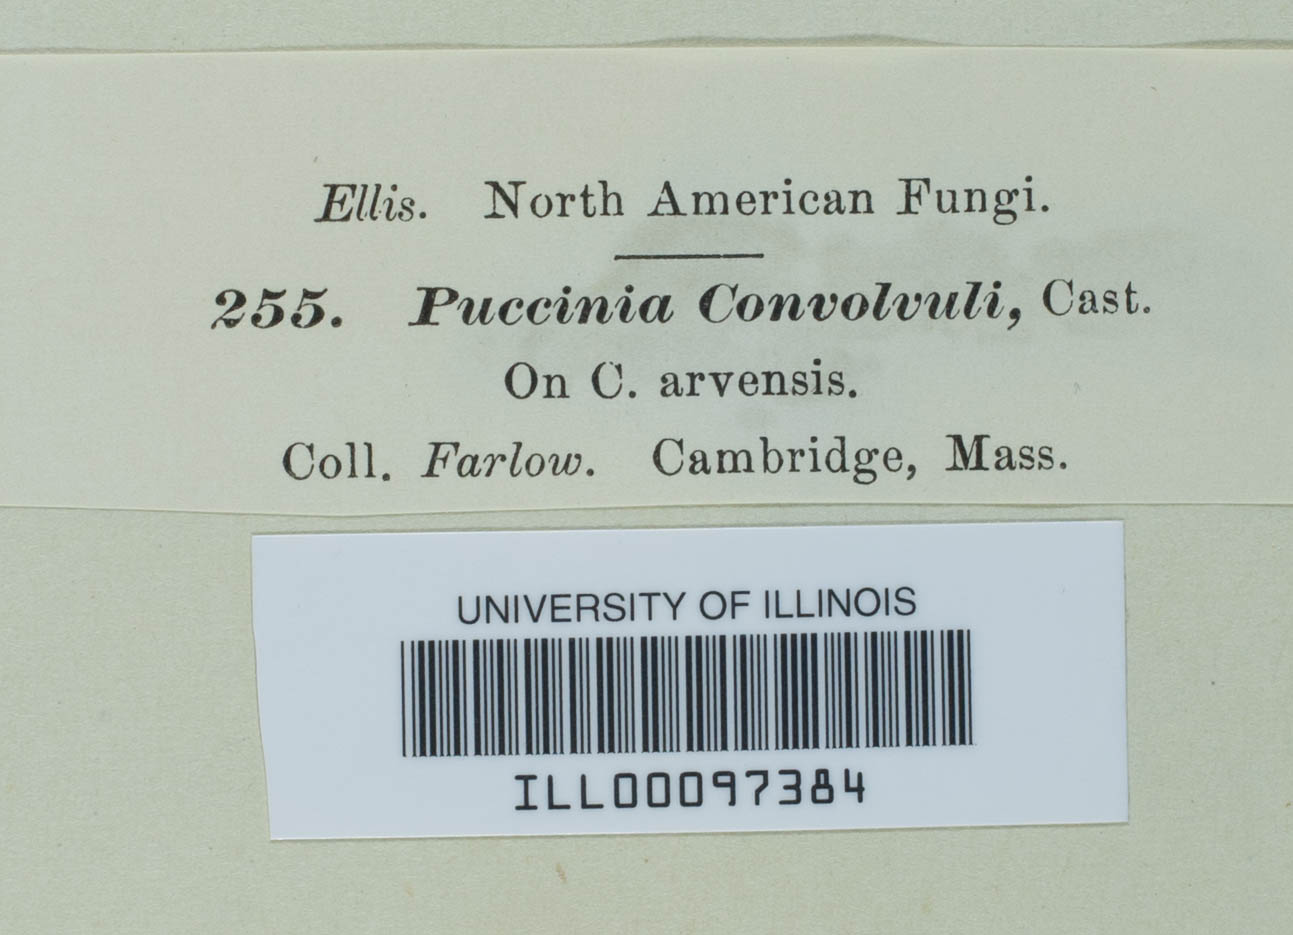 Ellis. North American Fungi.
255. Puccinia Convolvuli, Cast.
On C. arvensis.
Coll. Farlow. Cambridge, Mass.
UNIVERSITY OF ILLINOIS
ILL00097384